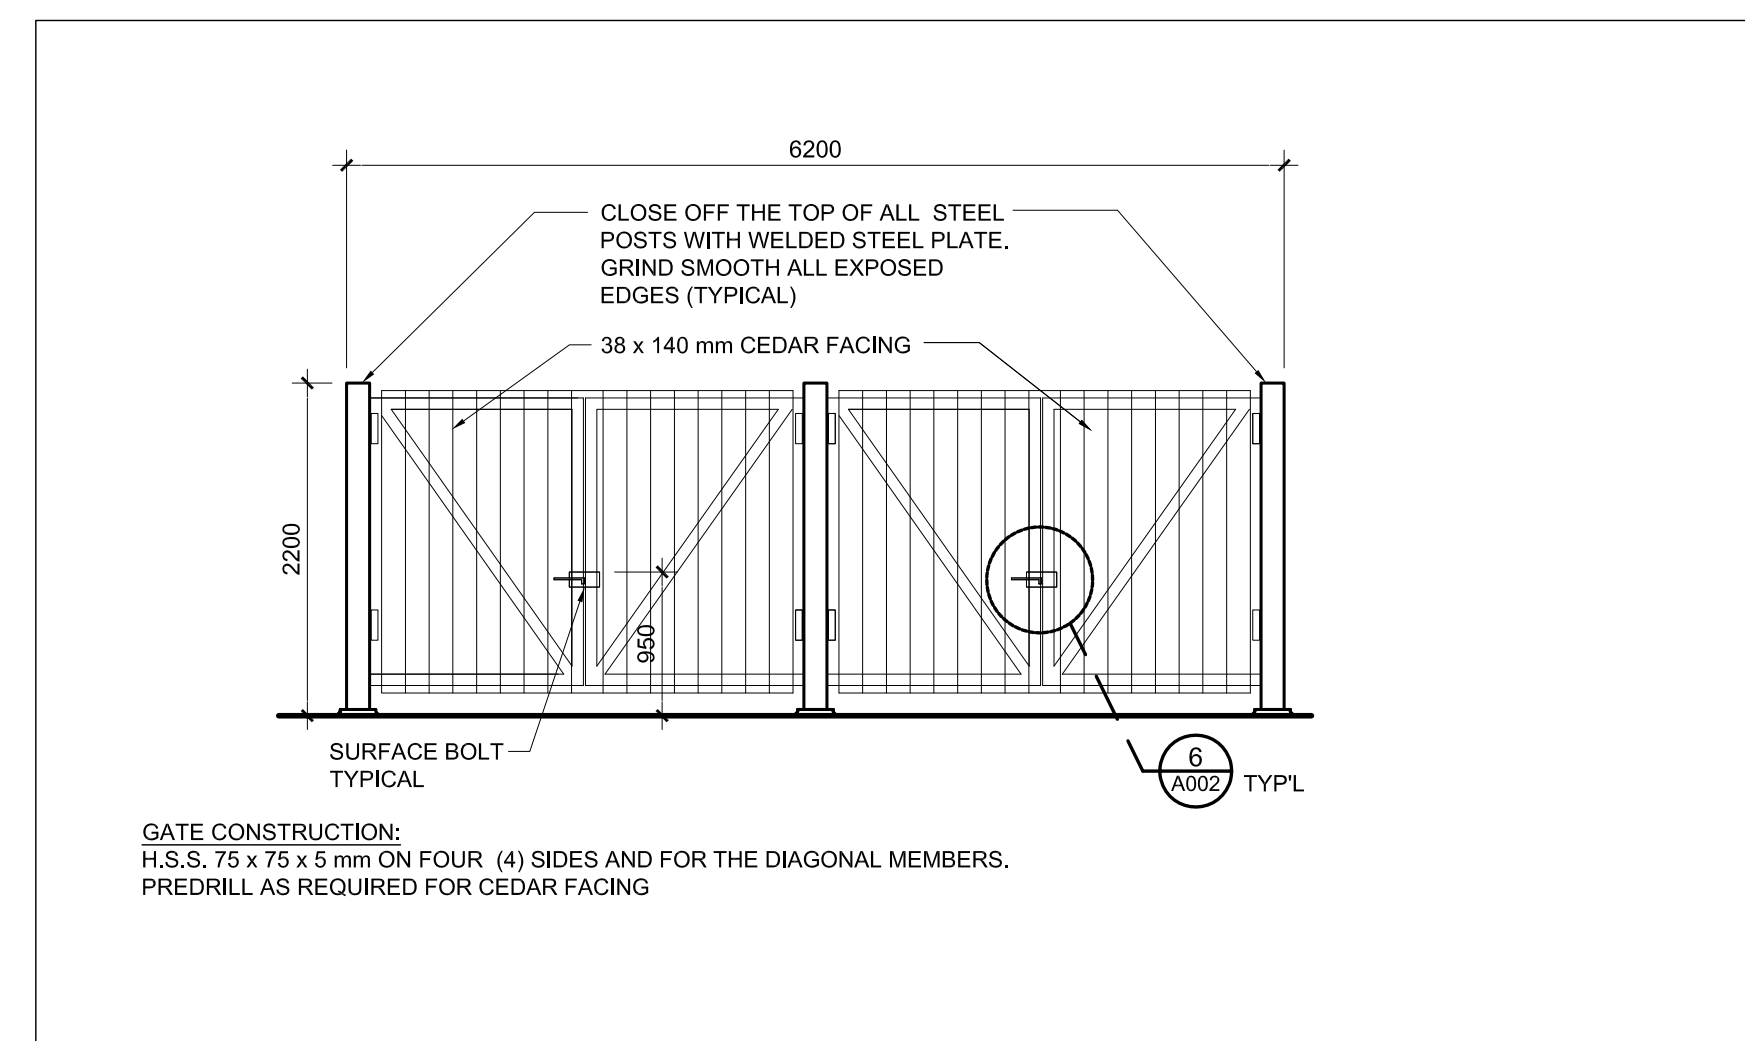 6200
CLOSE OFF THE TOP OF ALL STEEL
POSTS WITH WELDED STEEL PLATE.
GRIND SMOOTH ALL EXPOSED
EDGES (TYPICAL)
38 x 140 mm CEDAR FACING
2200
950
SURFACE BOLT
TYPICAL
6
A002
TYP'L
GATE CONSTRUCTION:
H.S.S. 75 x 75 x 5 mm ON FOUR (4) SIDES AND FOR THE DIAGONAL MEMBERS.
PREDRILL AS REQUIRED FOR CEDAR FACING